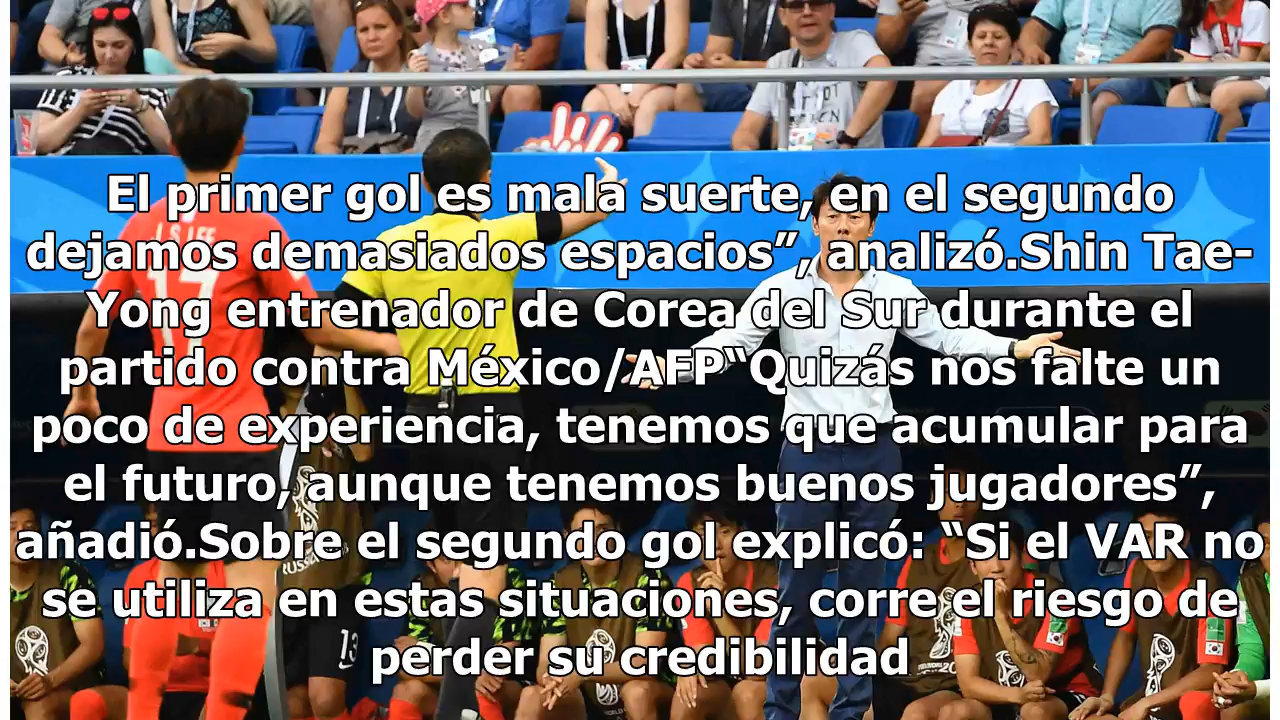 El primer gol es mala suerte, en el segundo
dejamos demasiados espacios”, analizó.Shin Tae-
Yong entrenador de Corea del Sur durante el
partido contra México/AFP“Quizás nos falte un
poco de experiencia, tenemos que acumular para
el futuro, aunque tenemos buenos jugadores”,
añadió.Sobre el segundo gol explicó: “Si el VAR no
se utiliza en estas situaciones, corre el riesgo de
perder su credibilidad
J.S.LEE
17
13